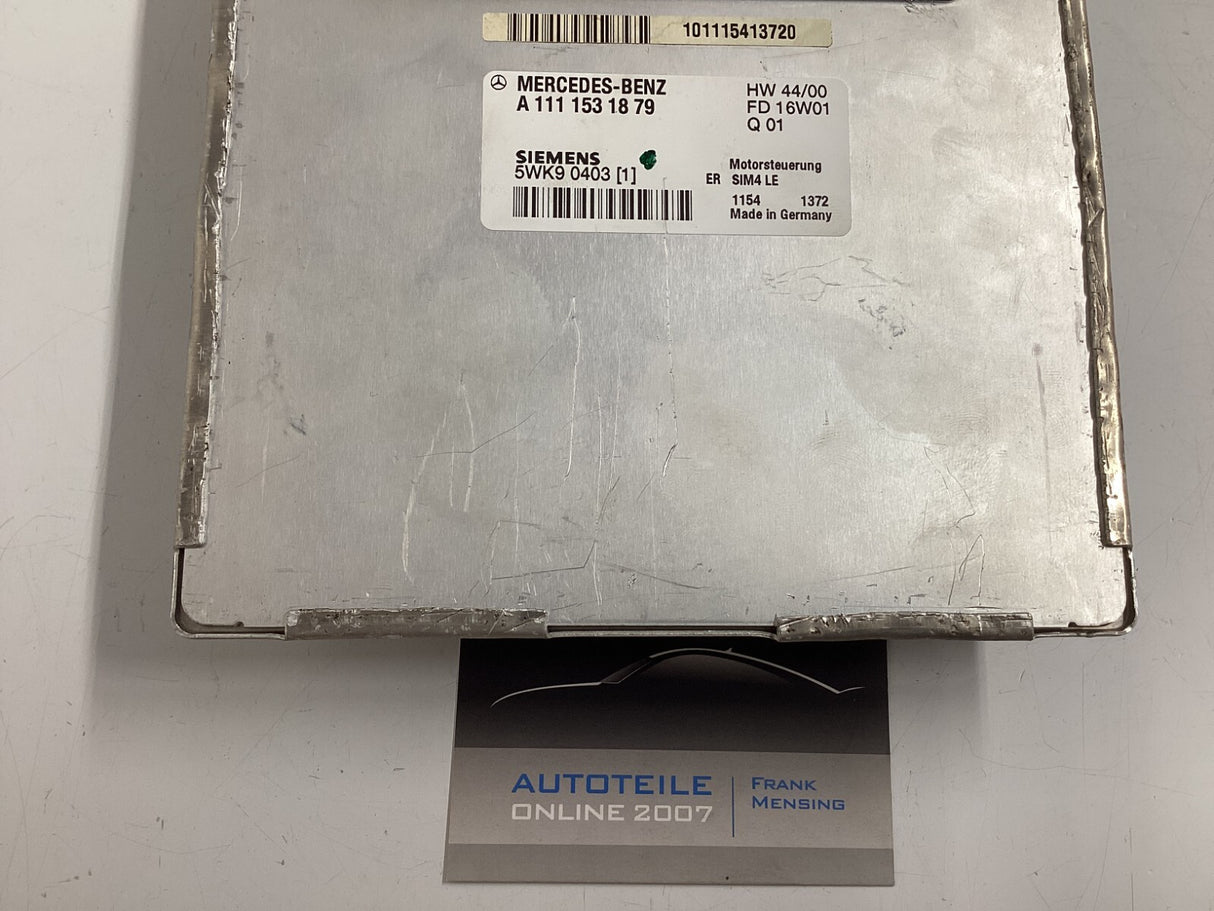 101115413720
MERCEDES-BENZ
A 111 153 18 79
HW 44/00
FD 16W01
Q 01
SIEMENS
5WK9 0403 [1]
Motorsteuerung
ER SIM4 LE
1154 1372
Made in Germany
AUTOTEILE
ONLINE 2007
FRANK
MENSING